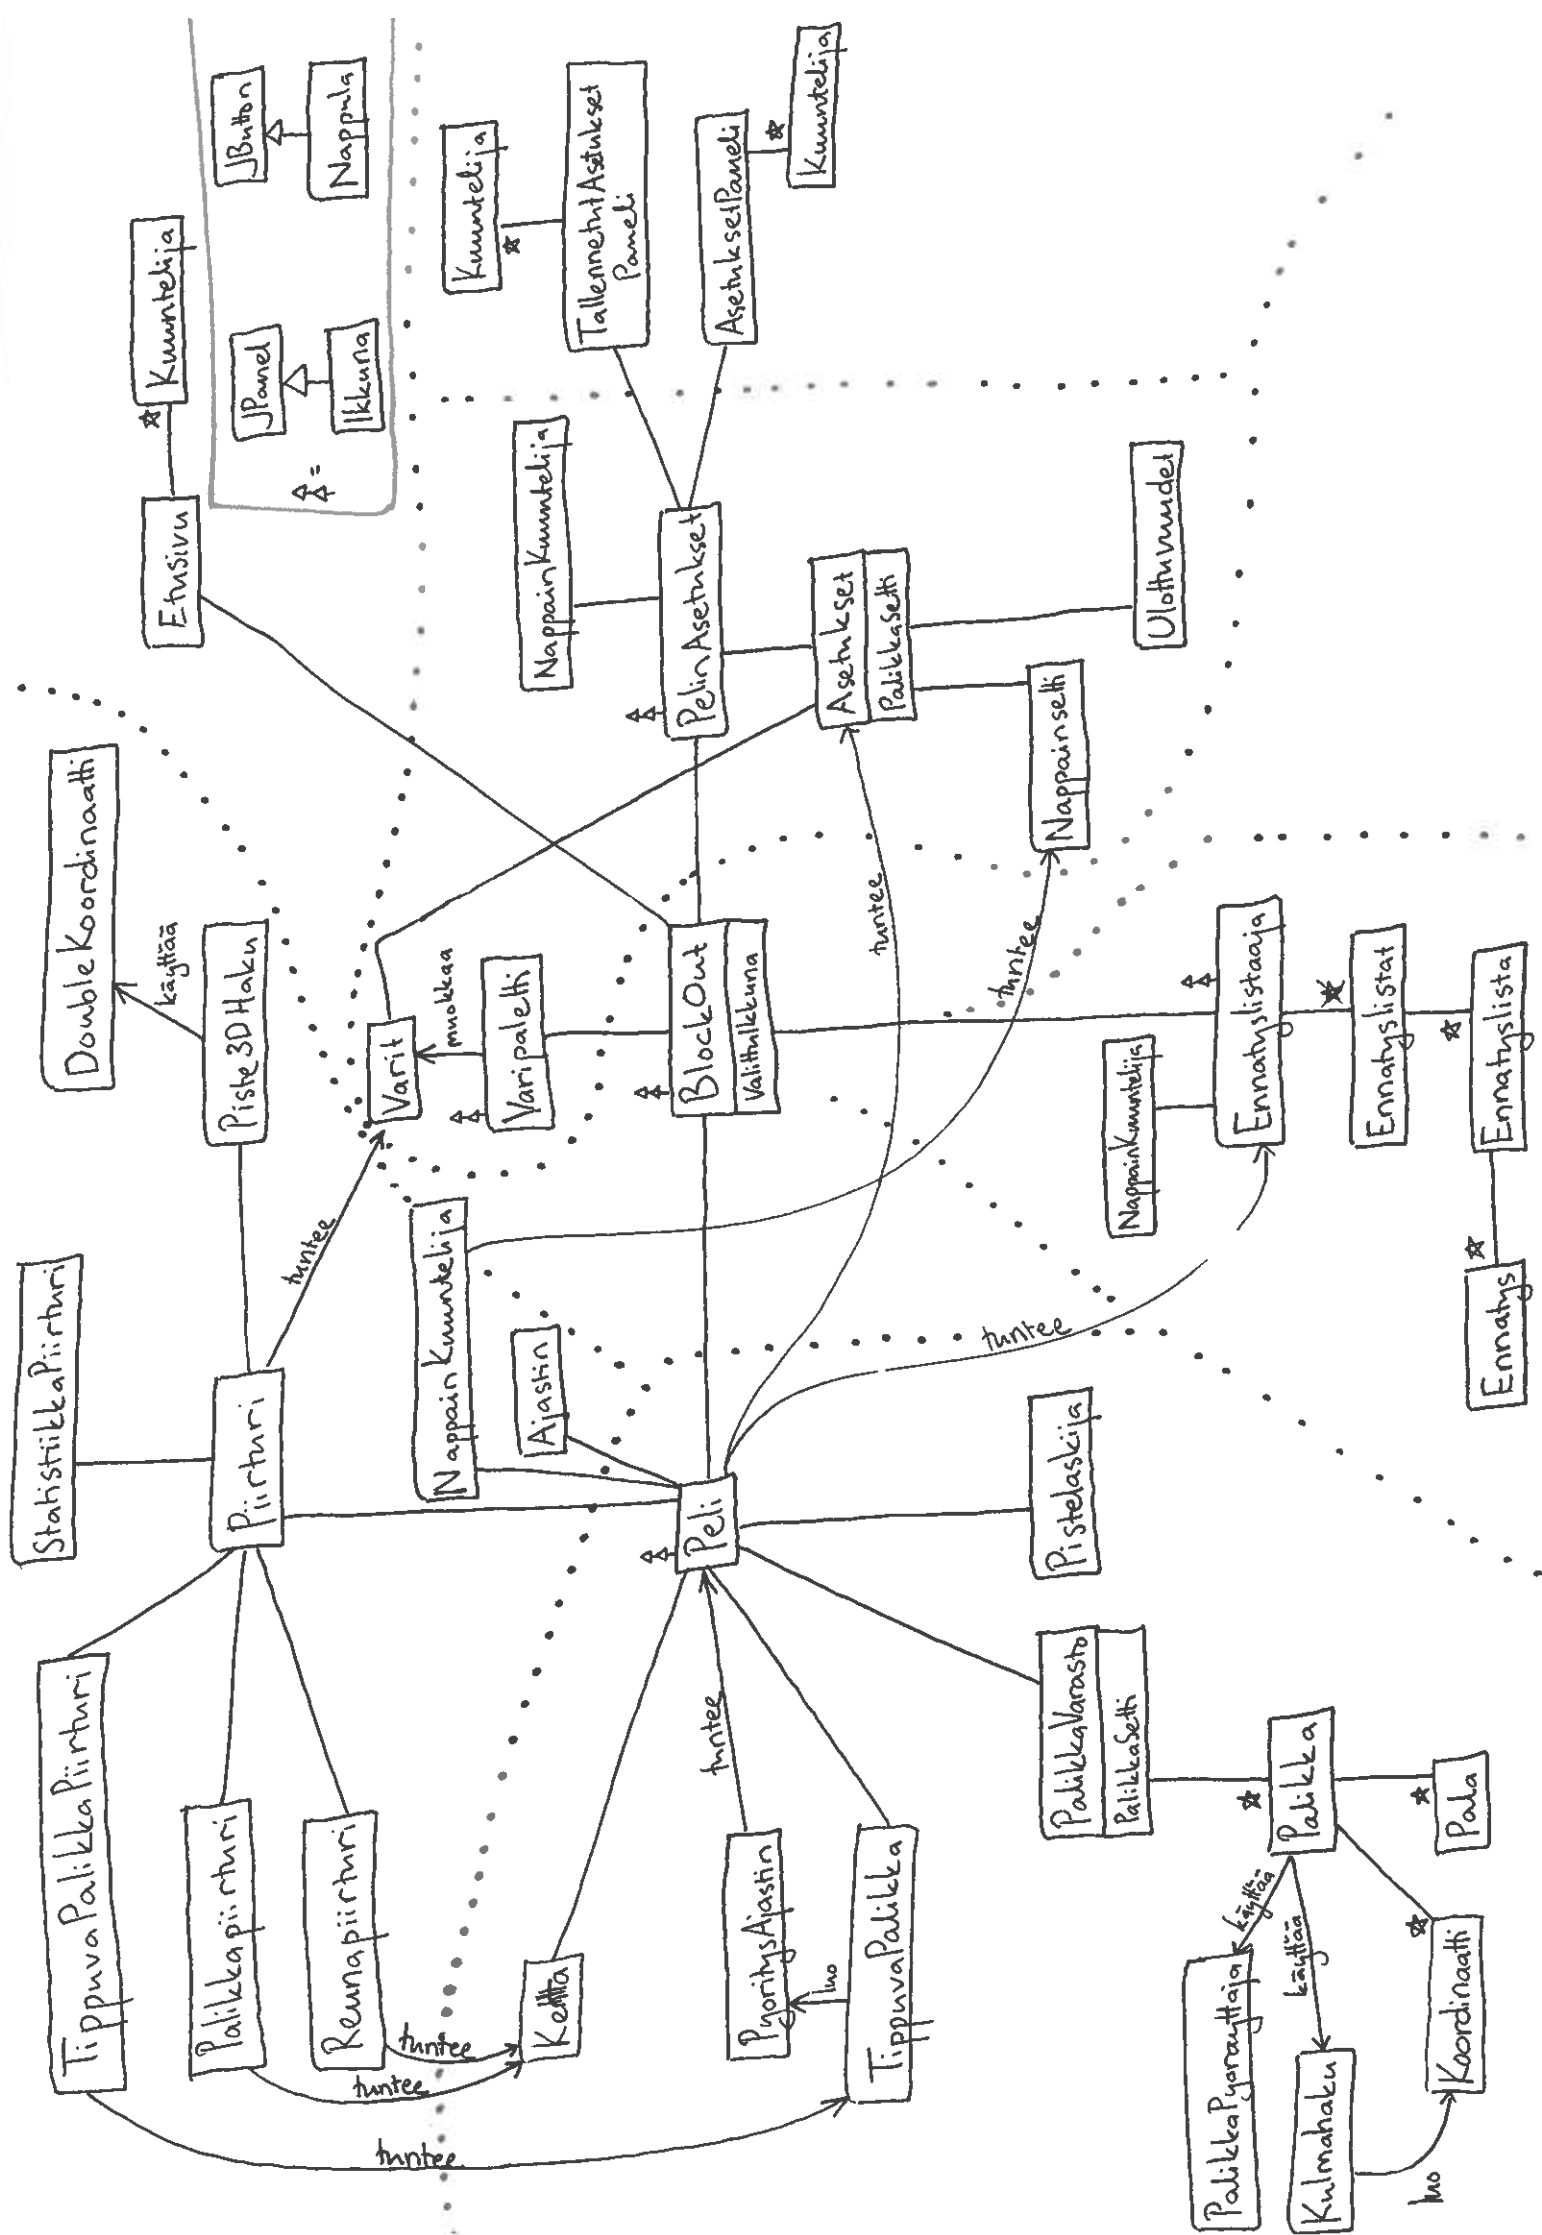 TippuvaPalikkaPiirturi
StatistiikkaPiirturi
DoubleKoordinaatti
käyttää
Palikkapiirturi
Piirturi
Piste3DHaku
Etusivu
Kuuntelija
*
JButton
Nappula
JPanel
Ikkuna
=
Reunapiirturi
tuntee
Varit
muokkaa
Varipaletti
NappainKuuntelija
Ajastin
tuntee
tuntee
tuntee
Kenttä
Peli
BlockOut
ValittuIkkuna
PelinAsetukset
NappainKuuntelija
TallennetutAsetukset
Paneli
*
Kuuntelija
AsetuksetPaneli
*
Kuuntelija
Asetukset
PalikkaSetti
Nappainsetti
Ulottuvuudet
tuntee
tuntee
tuntee
tuntee
PyoritysAjastin
luo
TippuvaPalikka
Pistelaskija
PalikkaVarasto
PalikkaSetti
*
Palikka
*
Pala
käyttää
käyttää
PalikkaPyorayttaja
Kulmahaku
luo
*
Koordinaatti
NappainKuuntelija
Ennatyslistaaja
*
Ennatyslistat
*
Ennatyslista
*
Ennatys